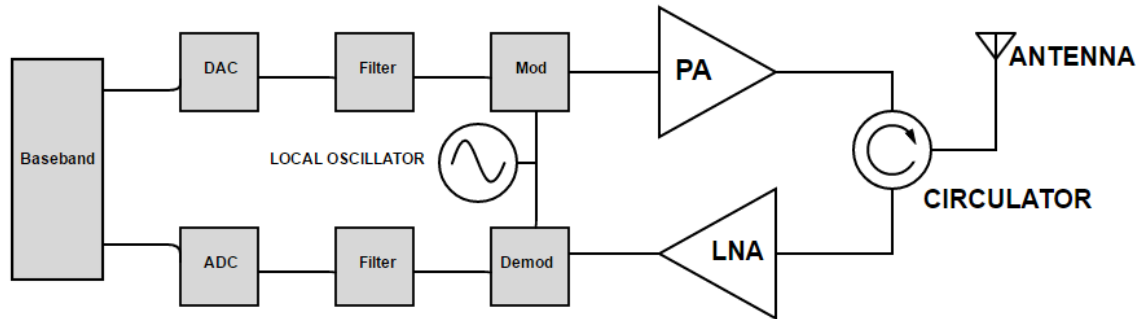 DAC
Filter
Mod
PA
ANTENNA
Baseband
LOCAL OSCILLATOR
CIRCULATOR
ADC
Filter
Demod
LNA